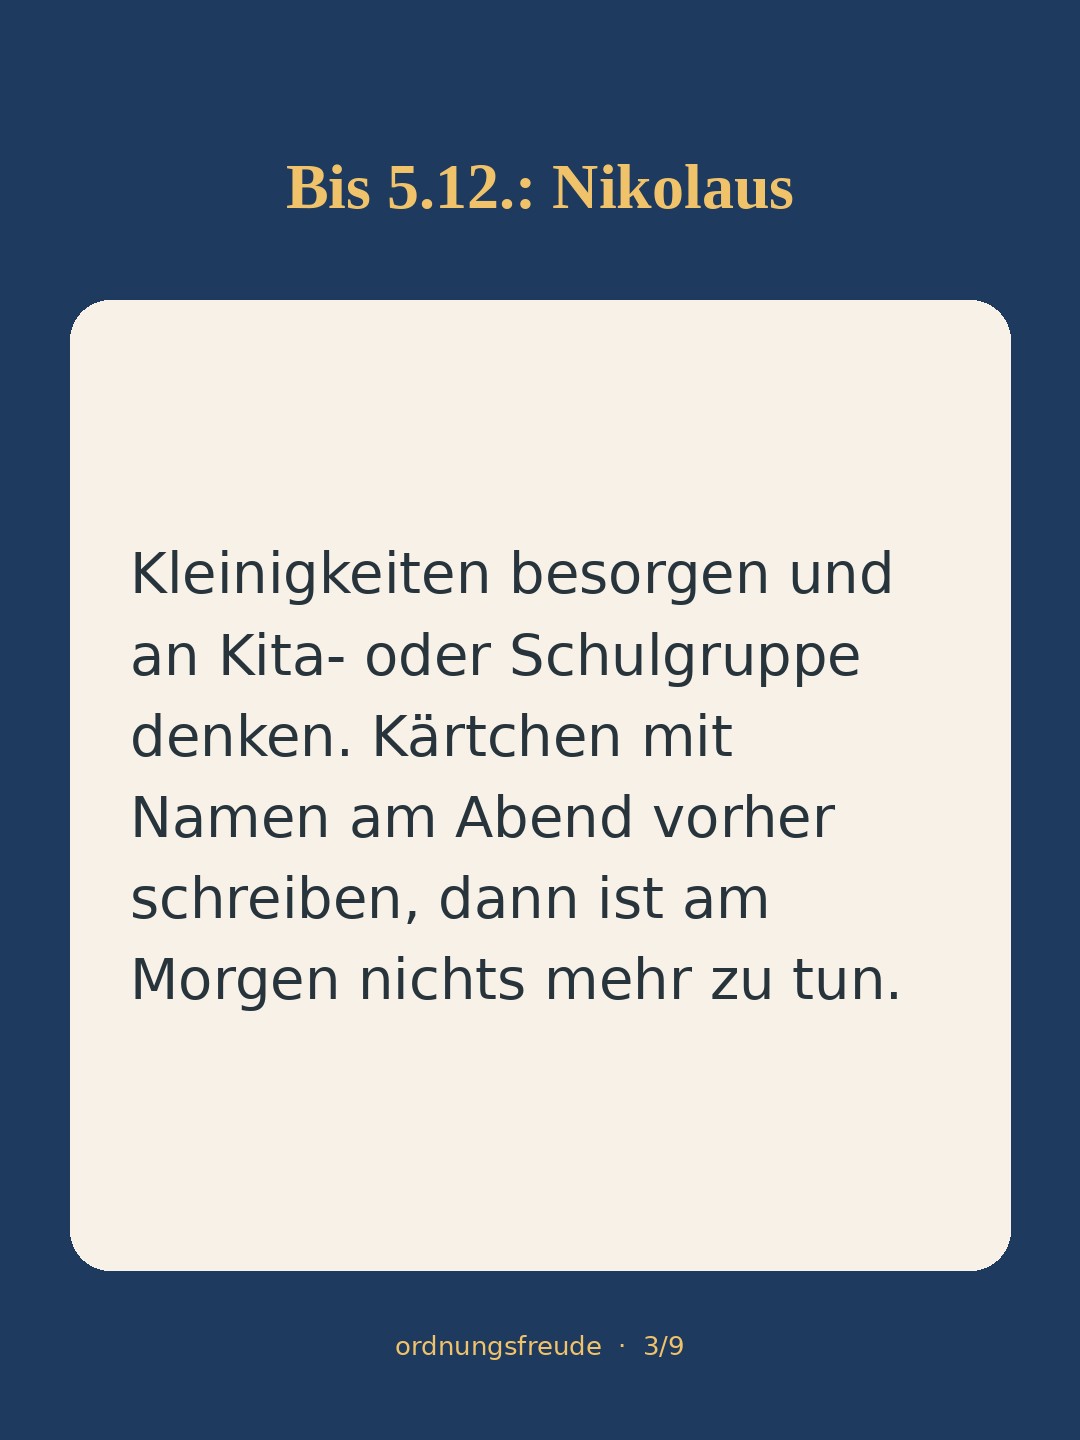 Bis 5.12.: Nikolaus
Kleinigkeiten besorgen und
an Kita- oder Schulgruppe
denken. Kärtchen mit
Namen am Abend vorher
schreiben, dann ist am
Morgen nichts mehr zu tun.
ordnungsfreude · 3/9